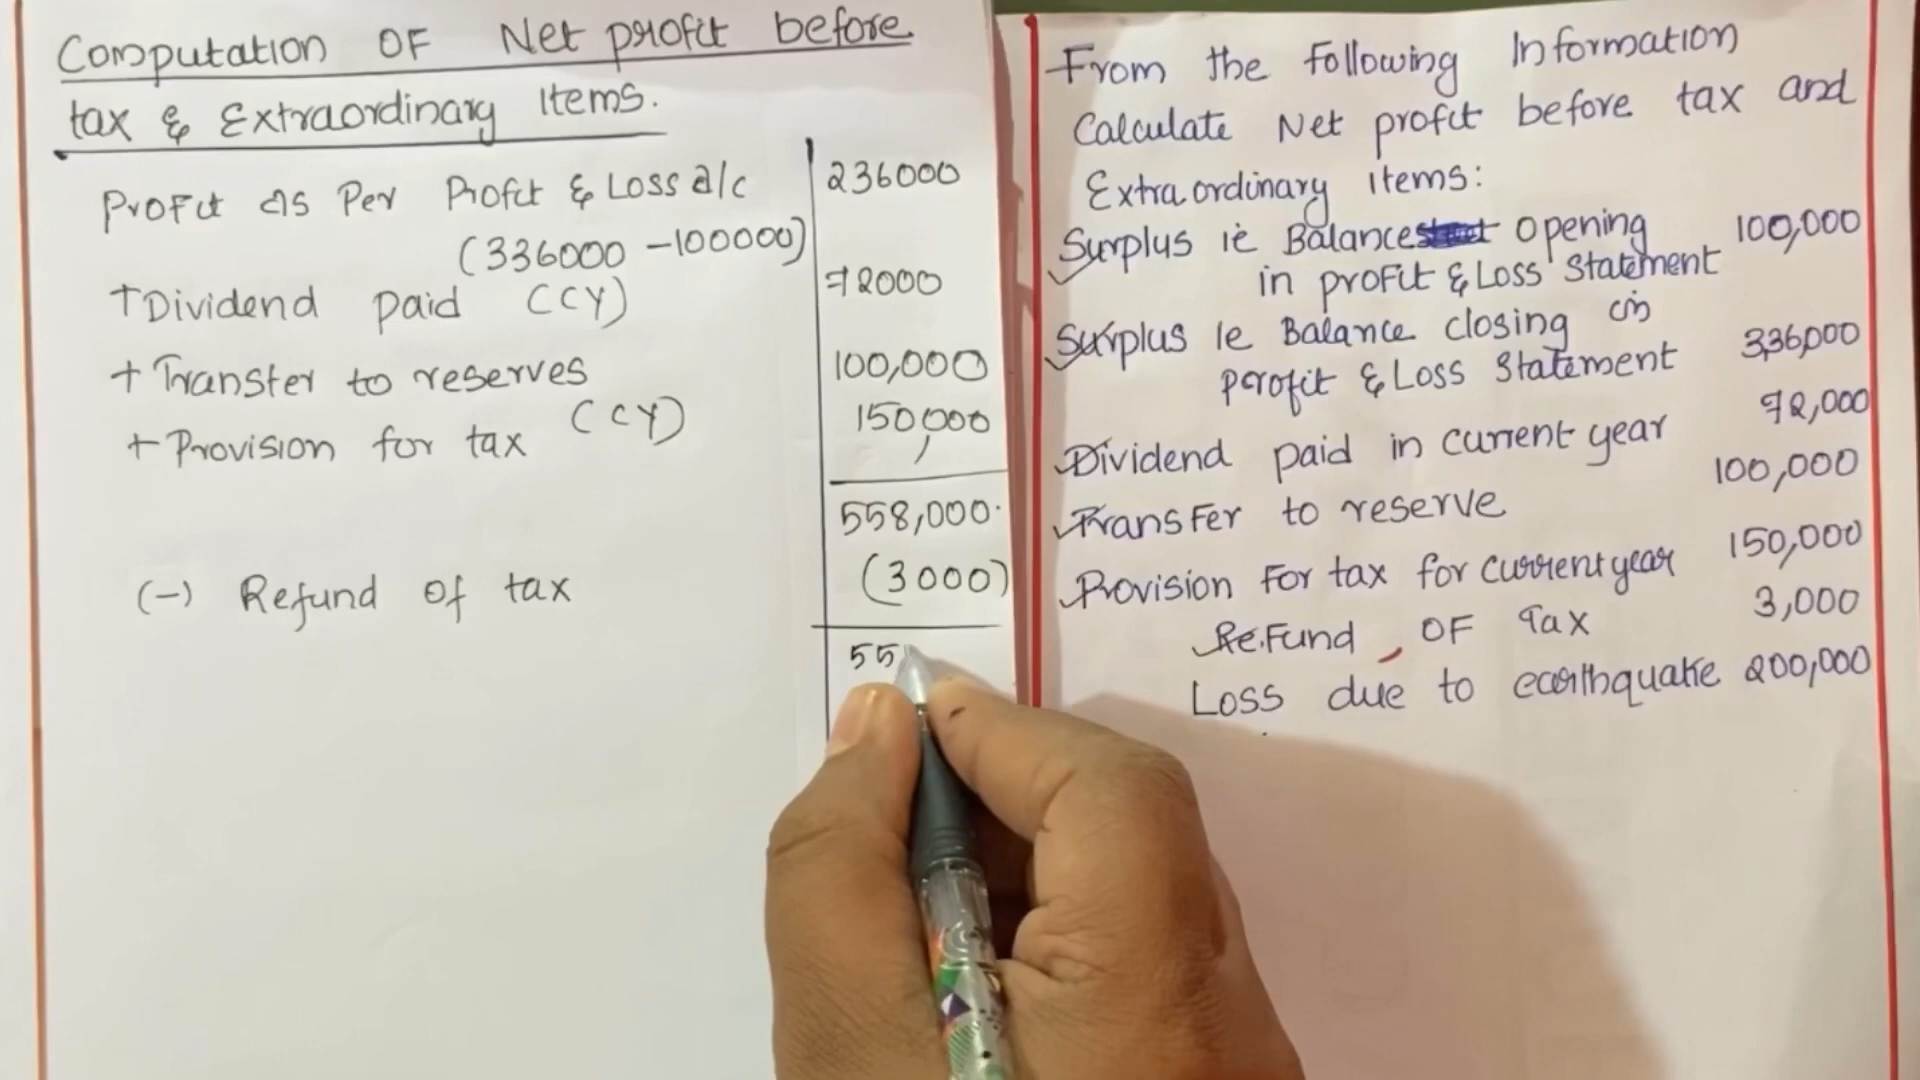 Computation OF Net profit before
tax & Extraordinary Items.
Profit as Per Profit & Loss a/c 236000
(336000 - 100000)
+ Dividend paid (CY) 72000
+ Transfer to reserves 100,000
+ Provision for tax (CY) 150,000
558,000
(-) Refund of tax (3000)
55
From the following Information
Calculate Net profit before tax and
Extraordinary items:
Surplus ie Balance Opening 100,000
in profit & Loss Statement
Surplus ie Balance closing in
profit & Loss Statement 336,000
Dividend paid in current year 72,000
Transfer to reserve 100,000
Provision For tax for current year 150,000
Refund OF Tax 3,000
Loss due to earthquake 200,000